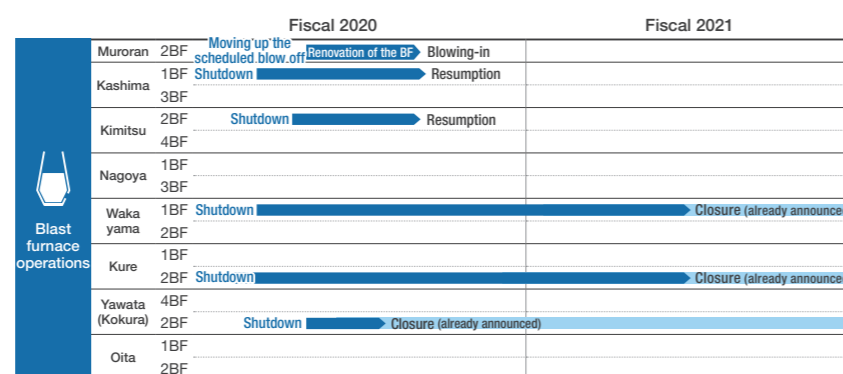 Fiscal 2020 Fiscal 2021
Muroran 2BF Moving up the scheduled blow off Renovation of the BF Blowing-in
Kashima 1BF Shutdown Resumption
3BF
Kimitsu 2BF Shutdown Resumption
4BF
Nagoya 1BF
3BF
Waka yama 1BF Shutdown Closure (already announce
2BF
Blast furnace operations
Kure 1BF
2BF Shutdown Closure (already announce
Yawata (Kokura) 4BF
2BF Shutdown Closure (already announced)
Oita 1BF
2BF